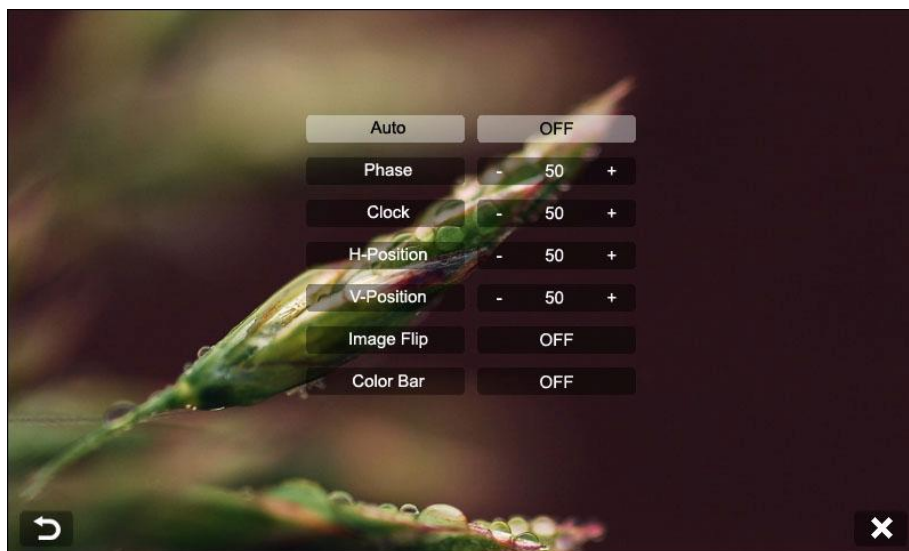 Auto OFF
Phase - 50 +
Clock - 50 +
H-Position - 50 +
V-Position - 50 +
Image Flip OFF
Color Bar OFF